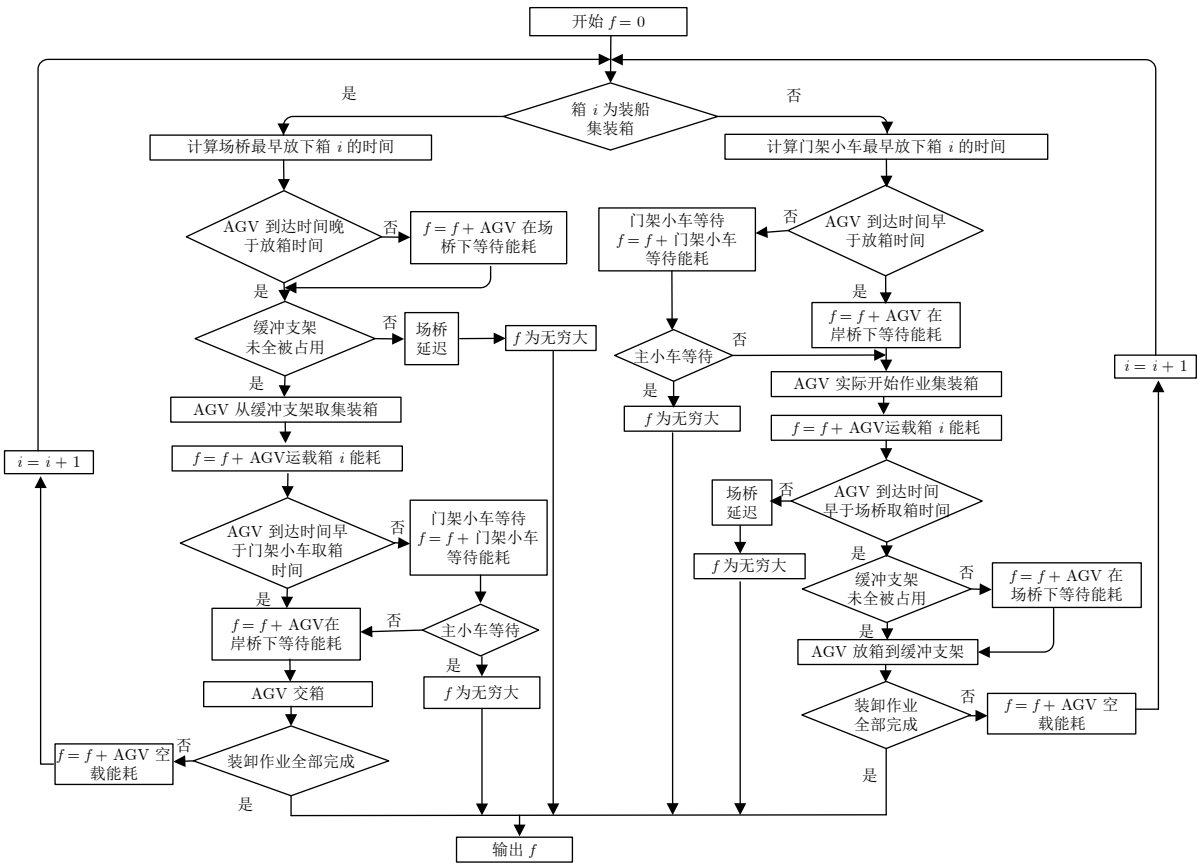 开始 f = 0
是
否
箱 i 为装船
集装箱
计算场桥最早放下箱 i 的时间
计算门架小车最早放下箱 i 的时间
AGV 到达时间晚
于放箱时间
否
f = f + AGV 在场
桥下等待能耗
是
缓冲支架
未全被占用
否
场桥
延迟
f 为无穷大
是
AGV 从缓冲支架取集装箱
f = f + AGV运载箱 i 能耗
i = i + 1
AGV 到达时间早
于门架小车取箱
时间
否
门架小车等待
f = f + 门架小车
等待能耗
是
f = f + AGV在
岸桥下等待能耗
否
主小车等待
是
f 为无穷大
AGV 交箱
装卸作业全部完成
否
f = f + AGV 空
载能耗
是
门架小车等待
f = f + 门架小车
等待能耗
否
AGV 到达时间早
于放箱时间
是
f = f + AGV 在
岸桥下等待能耗
主小车等待
否
是
f 为无穷大
AGV 实际开始作业集装箱
f = f + AGV运载箱 i 能耗
i = i + 1
场桥
延迟
否
AGV 到达时间
早于场桥取箱时间
f 为无穷大
是
缓冲支架
未全被占用
否
f = f + AGV 在
场桥下等待能耗
是
AGV 放箱到缓冲支架
装卸作业
全部完成
否
f = f + AGV 空
载能耗
是
输出 f